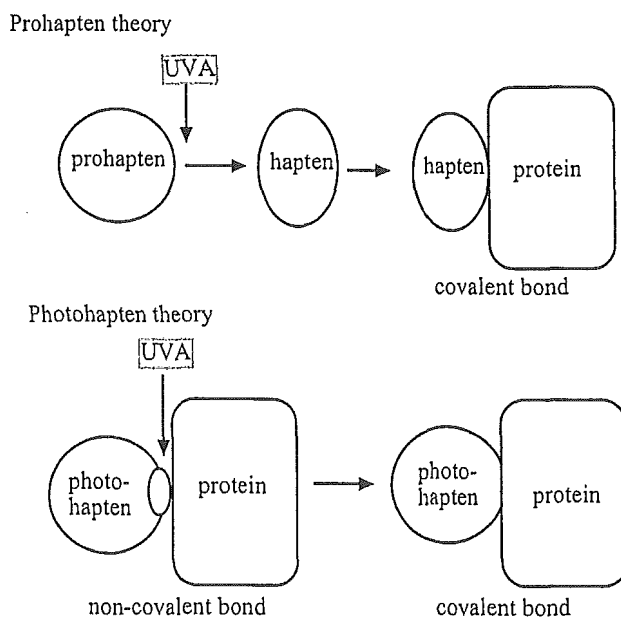 Prohapten theory
UVA
prohapten
hapten
hapten
protein
covalent bond
Photohapten theory
UVA
photo-
hapten
protein
photo-
hapten
protein
non-covalent bond
covalent bond